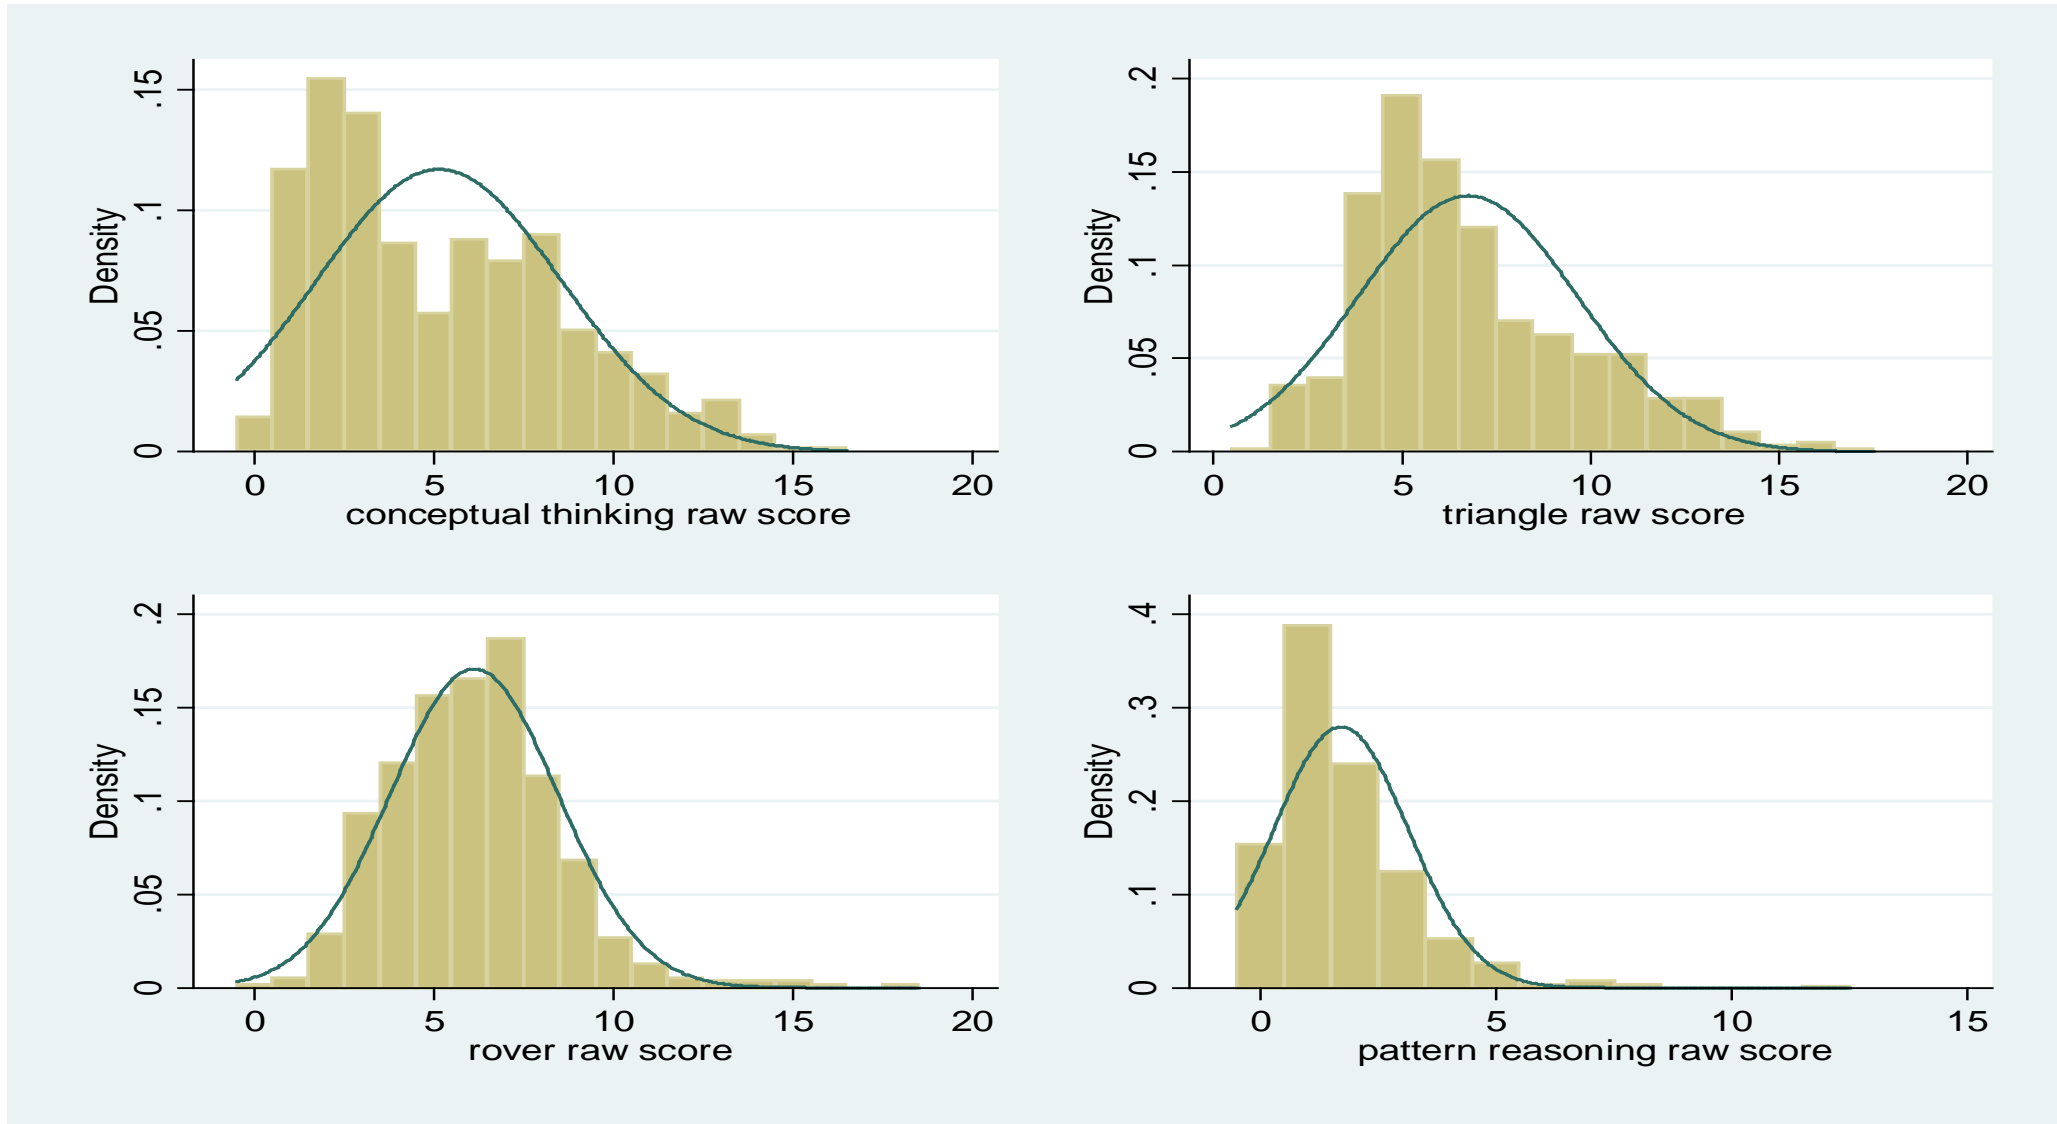 Density
.15
.1
.05
0
0 5 10 15 20
conceptual thinking raw score
Density
.2
.15
.1
.05
0
0 5 10 15 20
triangle raw score
Density
.2
.15
.1
.05
0
0 5 10 15 20
rover raw score
Density
.4
.3
.2
.1
0
0 5 10 15
pattern reasoning raw score